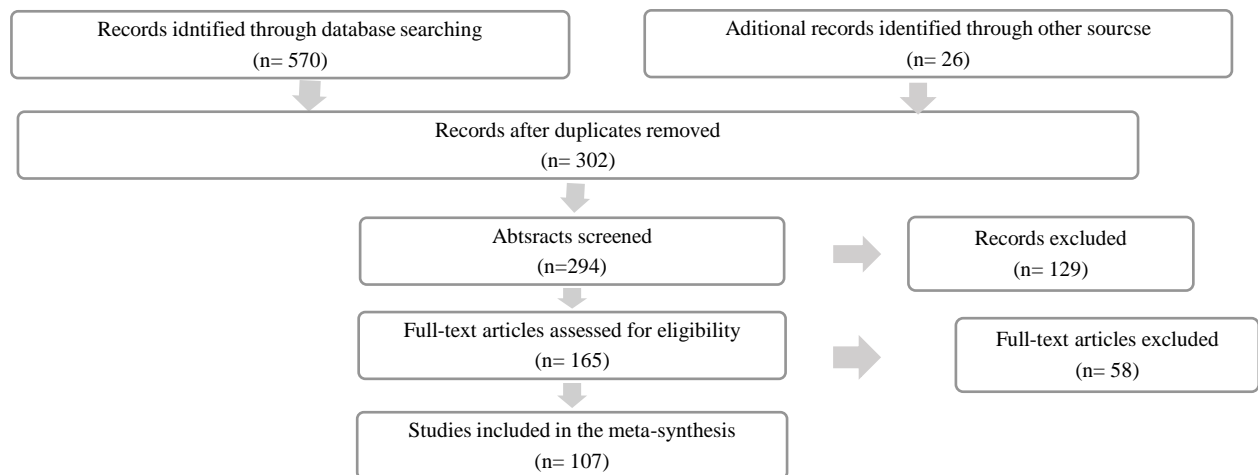 Records idntified through database searching
(n= 570)
Aditional records identified through other sourcse
(n= 26)
Records after duplicates removed
(n= 302)
Abtsracts screened
(n=294)
Records excluded
(n= 129)
Full-text articles assessed for eligibility
(n= 165)
Full-text articles excluded
(n= 58)
Studies included in the meta-synthesis
(n= 107)